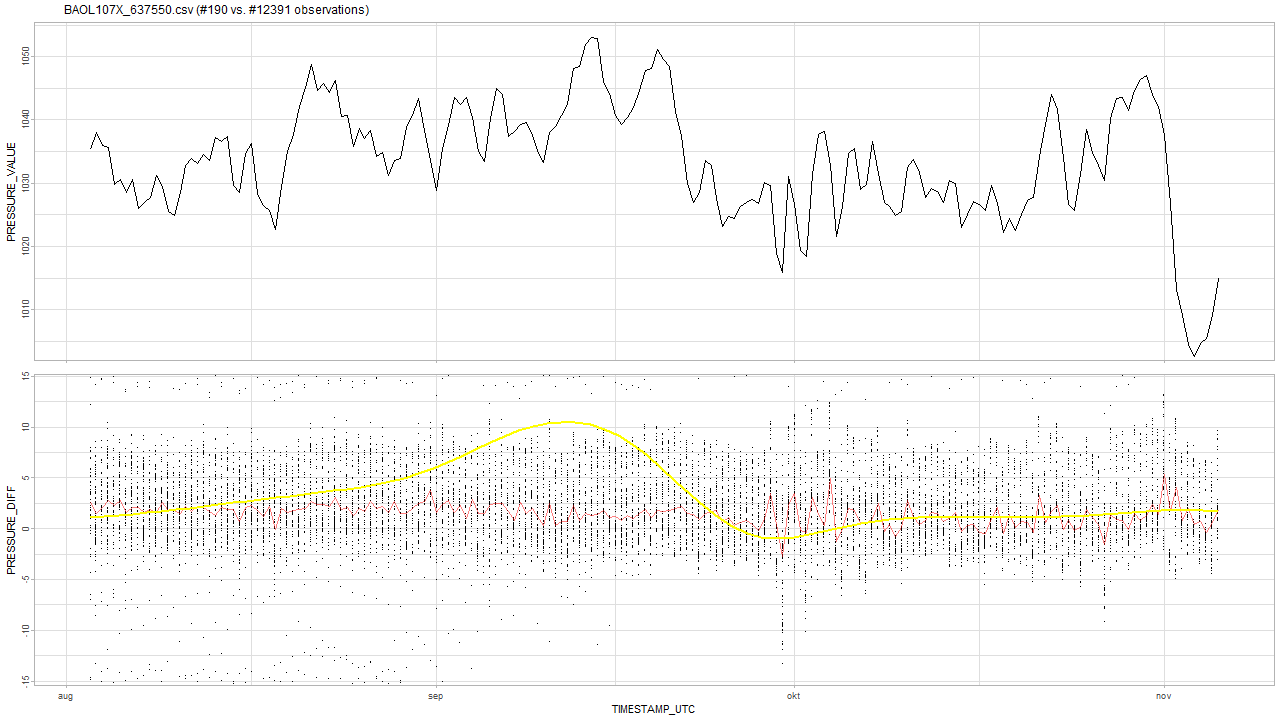 BAOL107X_637550.csv (#190 vs. #12391 observations)
PRESSURE_VALUE
1050
1040
1030
1020
1010
PRESSURE_DIFF
15
10
5
0
-5
-10
-15
aug
sep
okt
nov
TIMESTAMP_UTC